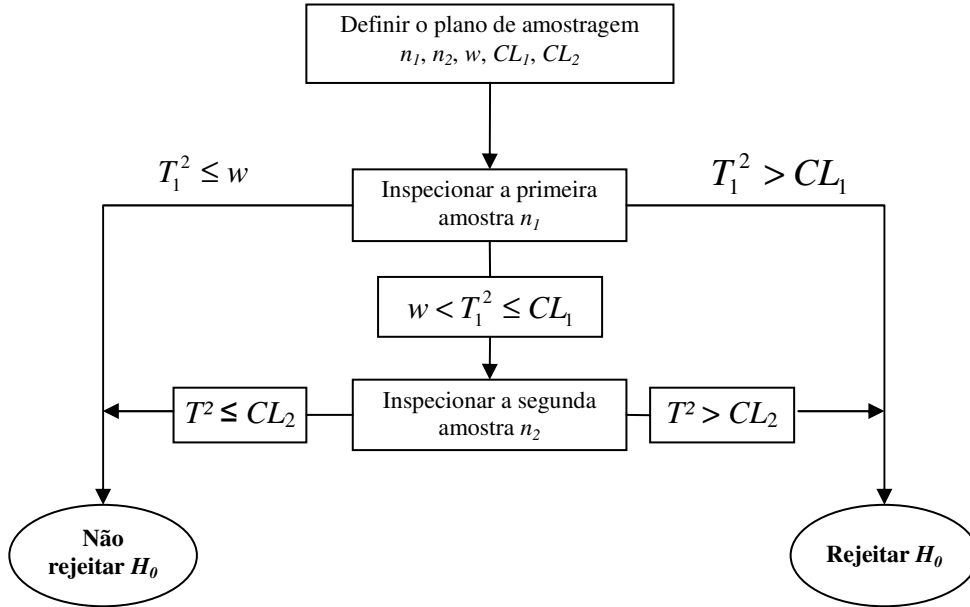 Definir o plano de amostragem
n₁, n₂, w, CL₁, CL₂
T₁² ≤ w
T₁² > CL₁
Inspecionar a primeira
amostra n₁
w < T₁² ≤ CL₁
T² ≤ CL₂
Inspecionar a segunda
amostra n₂
T² > CL₂
Não
rejeitar H₀
Rejeitar H₀